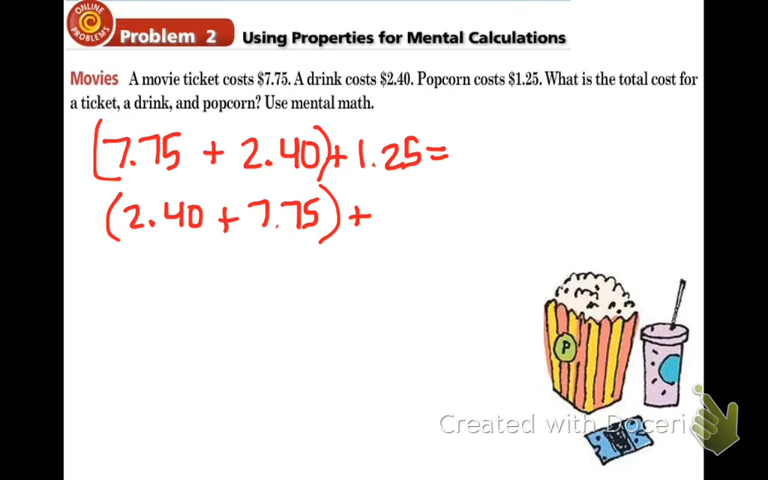 ONLINE PROBLEMS
Problem 2 Using Properties for Mental Calculations
Movies A movie ticket costs $7.75. A drink costs $2.40. Popcorn costs $1.25. What is the total cost for
a ticket, a drink, and popcorn? Use mental math.
(7.75 + 2.40) + 1.25 =
(2.40 + 7.75) +
P
Created with Doceri